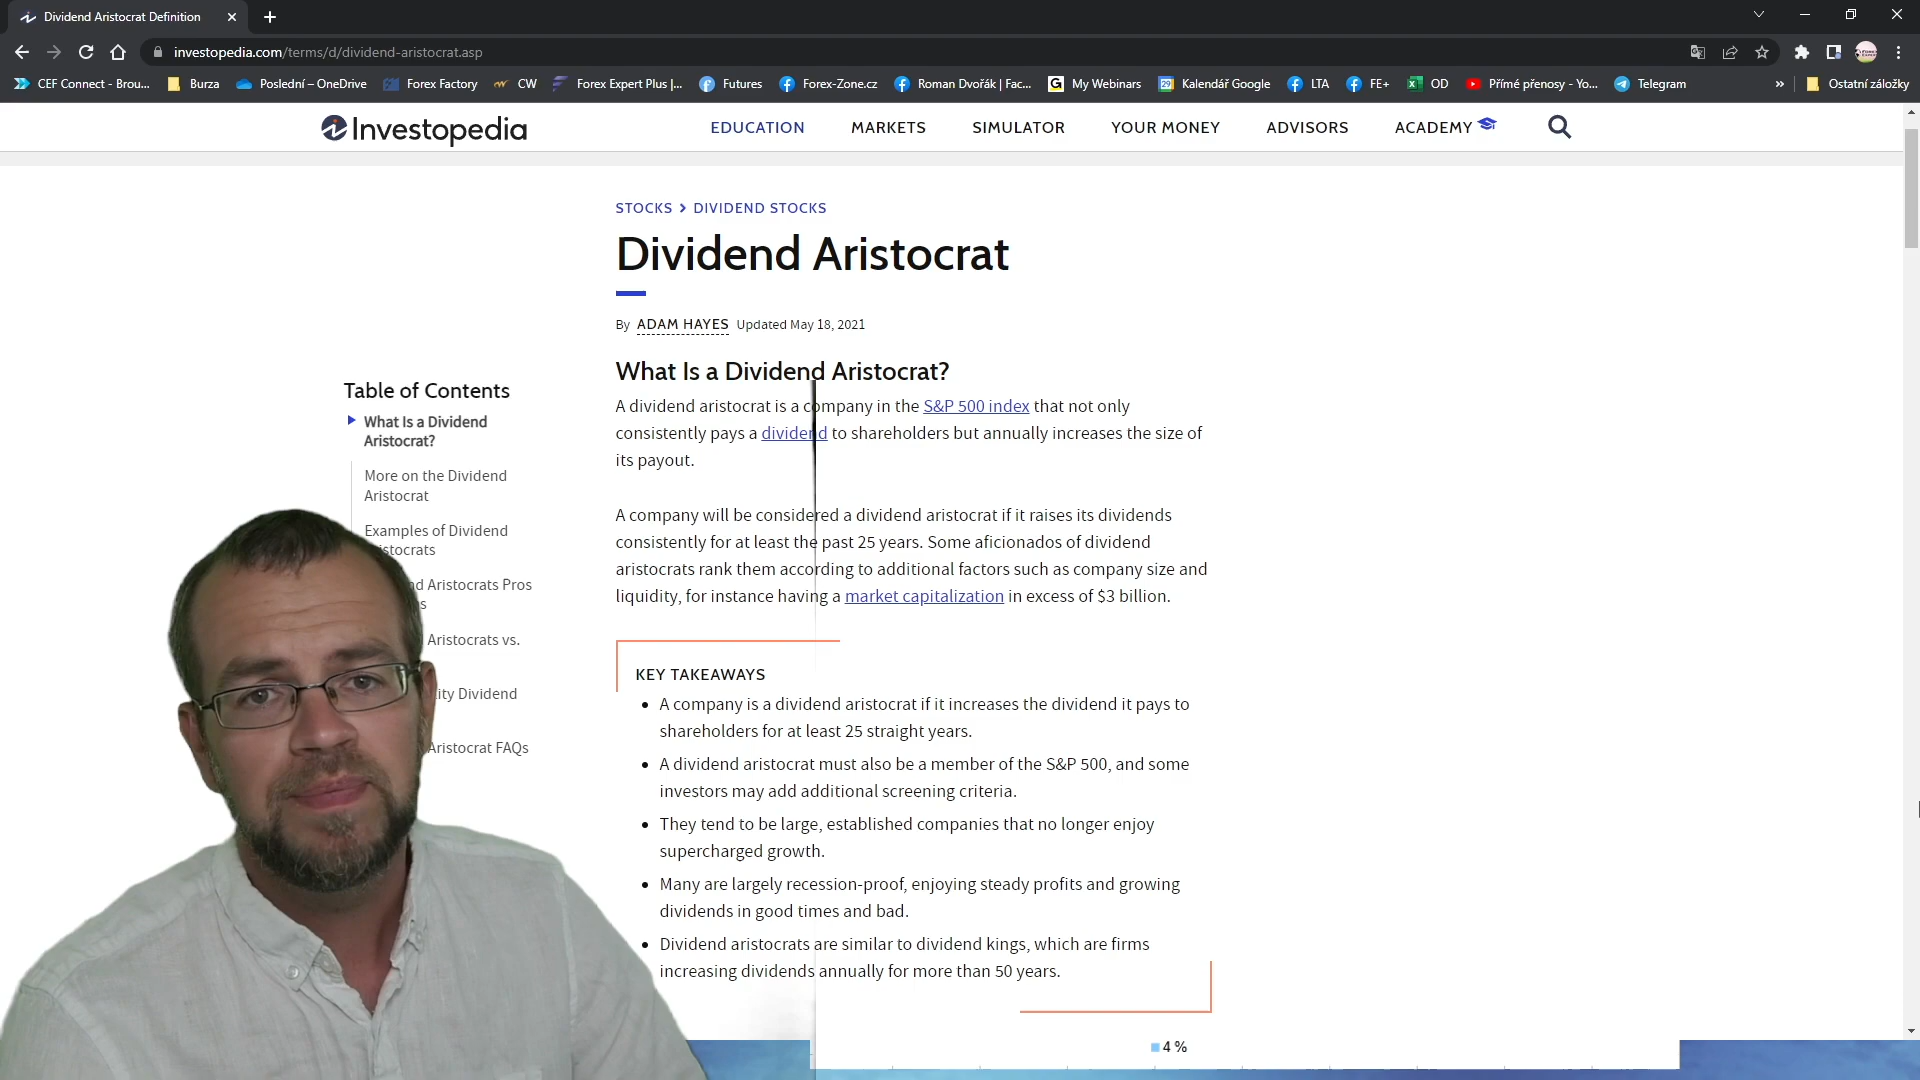 Dividend Aristocrat Definition
investopedia.com/terms/d/dividend-aristocrat.asp
CEF Connect - Brou...
Burza
Poslední – OneDrive
Forex Factory
CW
Forex Expert Plus |...
Futures
Forex-Zone.cz
Roman Dvořák | Fac...
My Webinars
Kalendář Google
LTA
FE+
OD
Přímé přenosy - Yo...
Telegram
»
Ostatní záložky
Investopedia
EDUCATION
MARKETS
SIMULATOR
YOUR MONEY
ADVISORS
ACADEMY
STOCKS > DIVIDEND STOCKS
Dividend Aristocrat
By ADAM HAYES Updated May 18, 2021
Table of Contents
What Is a Dividend
Aristocrat?
More on the Dividend
Aristocrat
Examples of Dividend
Aristocrats Pros
Aristocrats vs.
Dividend
Aristocrat FAQs
What Is a Dividend Aristocrat?
A dividend aristocrat is a company in the S&P 500 index that not only
consistently pays a dividend to shareholders but annually increases the size of
its payout.
A company will be considered a dividend aristocrat if it raises its dividends
consistently for at least the past 25 years. Some aficionados of dividend
aristocrats rank them according to additional factors such as company size and
liquidity, for instance having a market capitalization in excess of $3 billion.
KEY TAKEAWAYS
• A company is a dividend aristocrat if it increases the dividend it pays to
shareholders for at least 25 straight years.
• A dividend aristocrat must also be a member of the S&P 500, and some
investors may add additional screening criteria.
• They tend to be large, established companies that no longer enjoy
supercharged growth.
• Many are largely recession-proof, enjoying steady profits and growing
dividends in good times and bad.
• Dividend aristocrats are similar to dividend kings, which are firms
increasing dividends annually for more than 50 years.
4 %